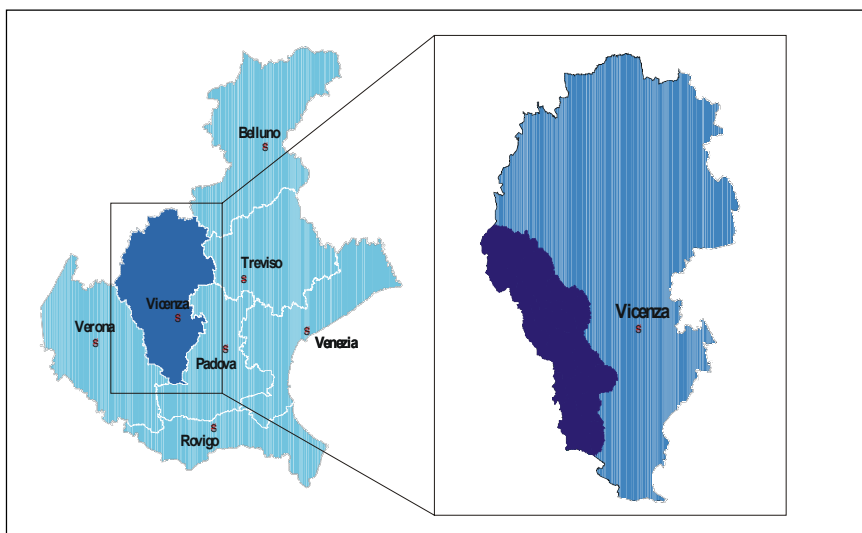 Belluno
s
Treviso
s
Vicenza
s
Verona
s
Venezia
s
Padova
s
Rovigo
s
Vicenza
s